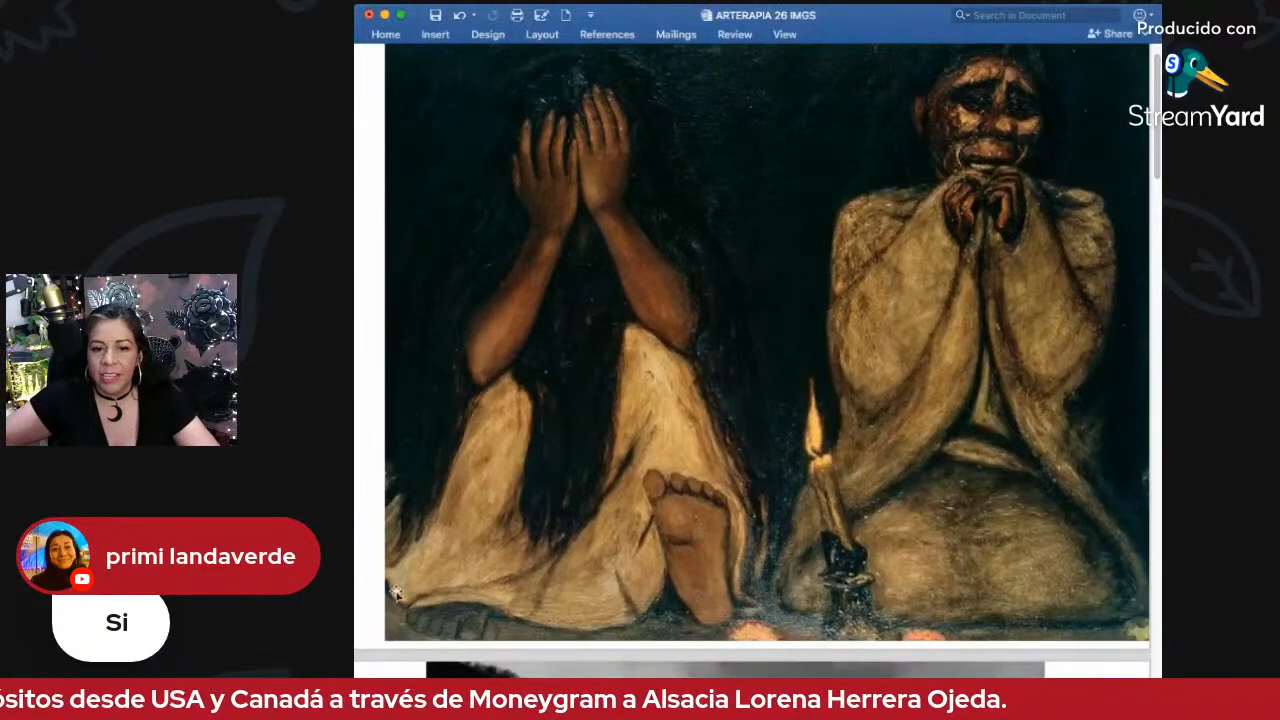 ARTERAPIA 26 IMGS
Search in Document
Home Insert Design Layout References Mailings Review View
Share
Producido con
S
StreamYard
primi landaverde
Si
ósitos desde USA y Canadá a través de Moneygram a Alsacia Lorena Herrera Ojeda.